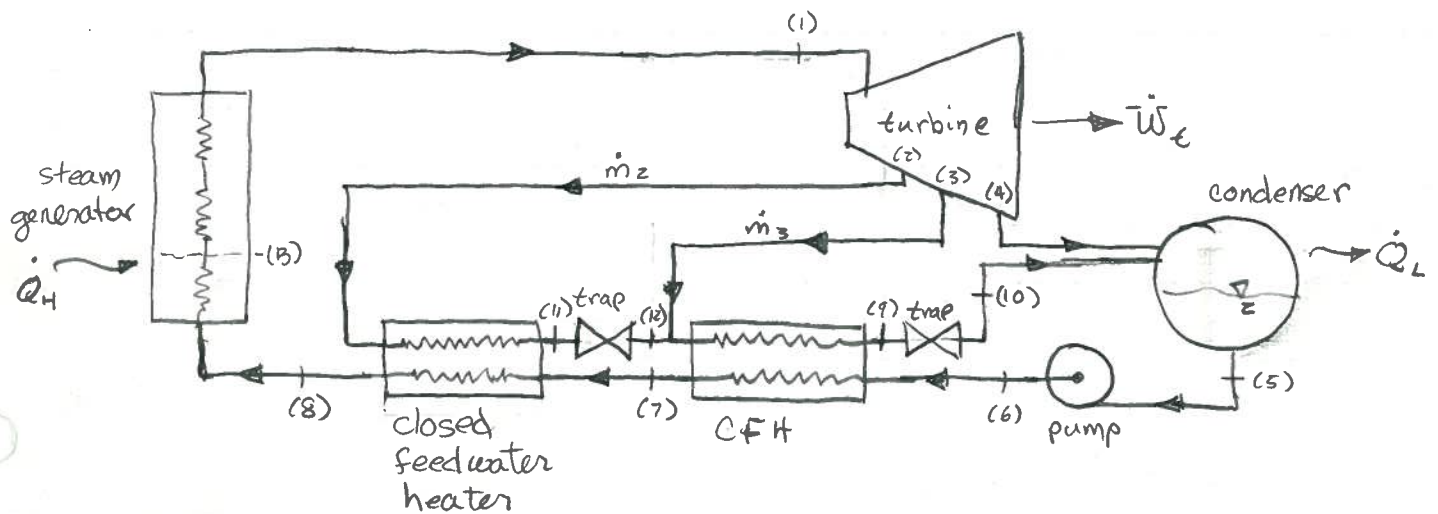 (1)
turbine
Ẇt
(2)
(3)
(4)
ṁ2
ṁ3
steam
generator
Q̇H
(B)
condenser
Q̇L
(10)
(11)
trap
(12)
(9)
trap
(5)
(8)
(7)
(6)
pump
closed
feedwater
heater
CFH